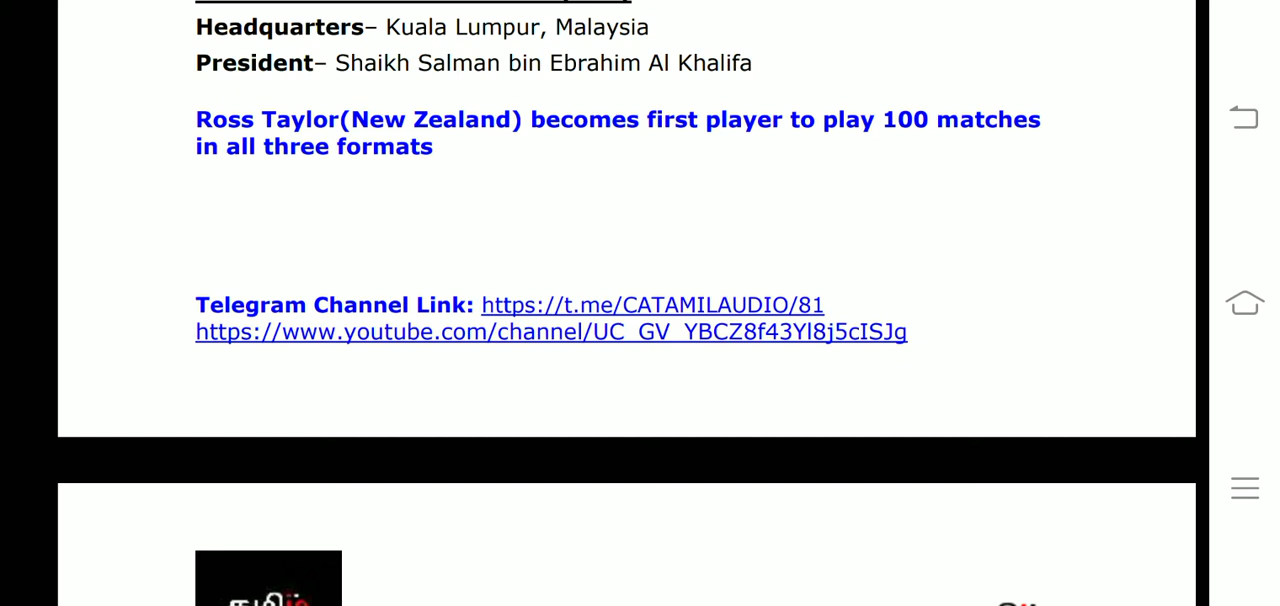 Headquarters– Kuala Lumpur, Malaysia
President– Shaikh Salman bin Ebrahim Al Khalifa
Ross Taylor(New Zealand) becomes first player to play 100 matches
in all three formats
Telegram Channel Link: https://t.me/CATAMILAUDIO/81
https://www.youtube.com/channel/UC_GV_YBCZ8f43Yl8j5cISJg